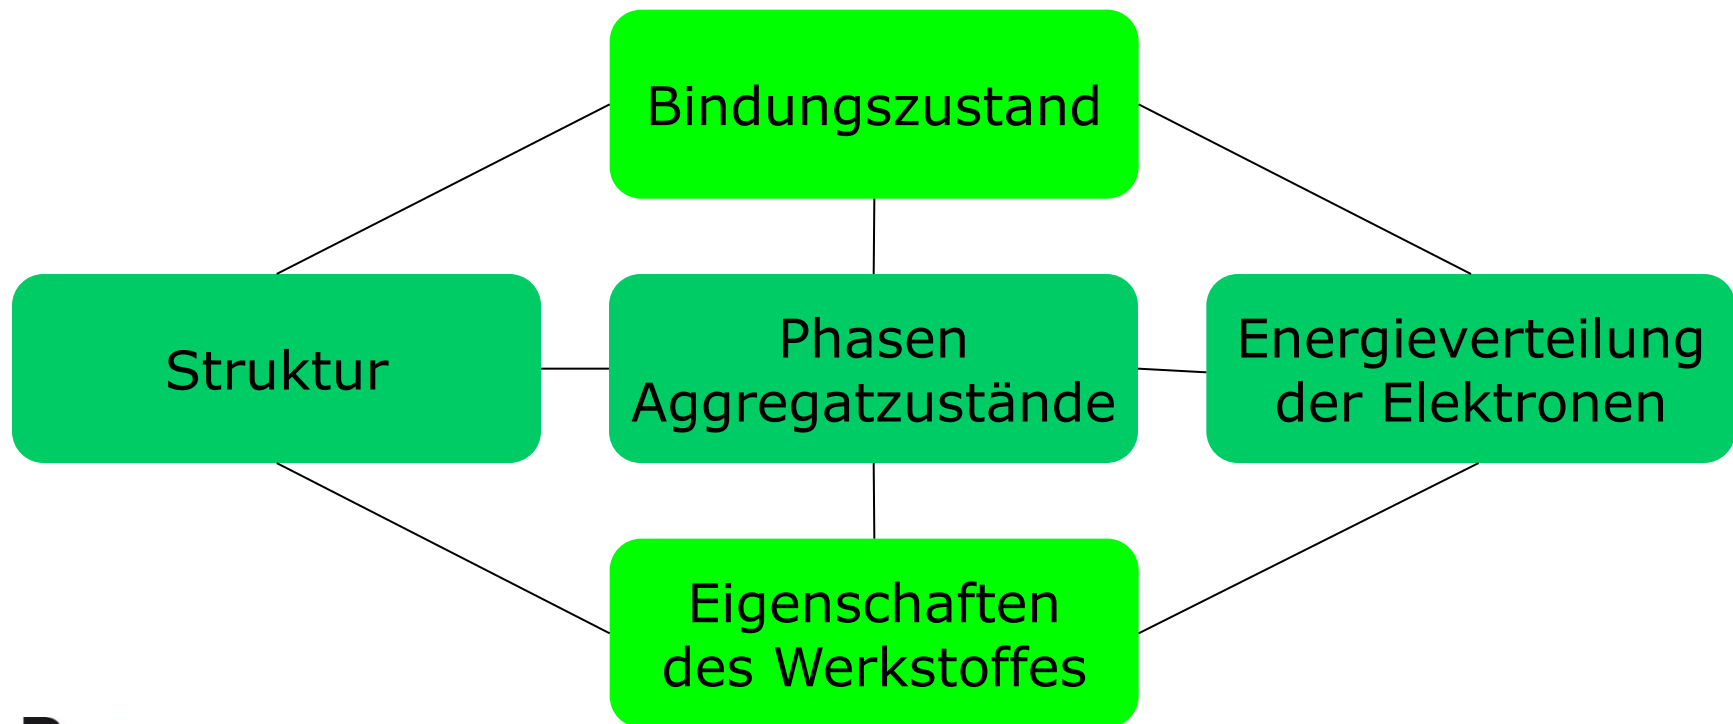 Bindungszustand
Struktur
Phasen
Aggregatzustände
Energieverteilung
der Elektronen
Eigenschaften
des Werkstoffes